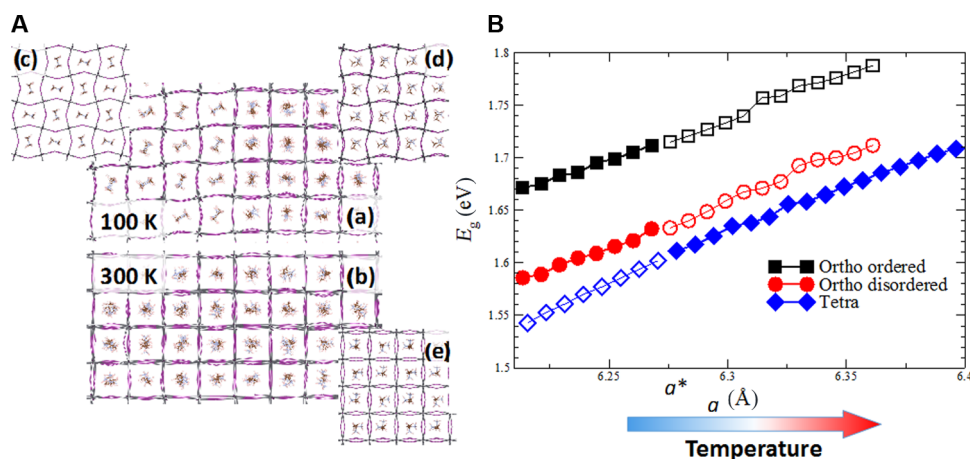 A
(c)
(d)
100 K
(a)
300 K
(b)
(e)
B
1.8
1.75
1.7
1.65
1.6
1.55
1.5
Eg (eV)
Ortho ordered
Ortho disordered
Tetra
6.25
6.3
6.35
6.4
a*
a (Å)
Temperature